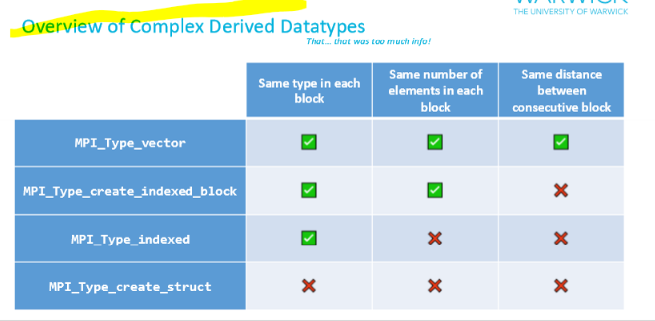 Overview of Complex Derived Datatypes
THE UNIVERSITY OF WARWICK
That... that was too much info!
Same type in each
block
Same number of
elements in each
block
Same distance
between
consecutive block
MPI_Type_vector
MPI_Type_create_indexed_block
MPI_Type_indexed
MPI_Type_create_struct